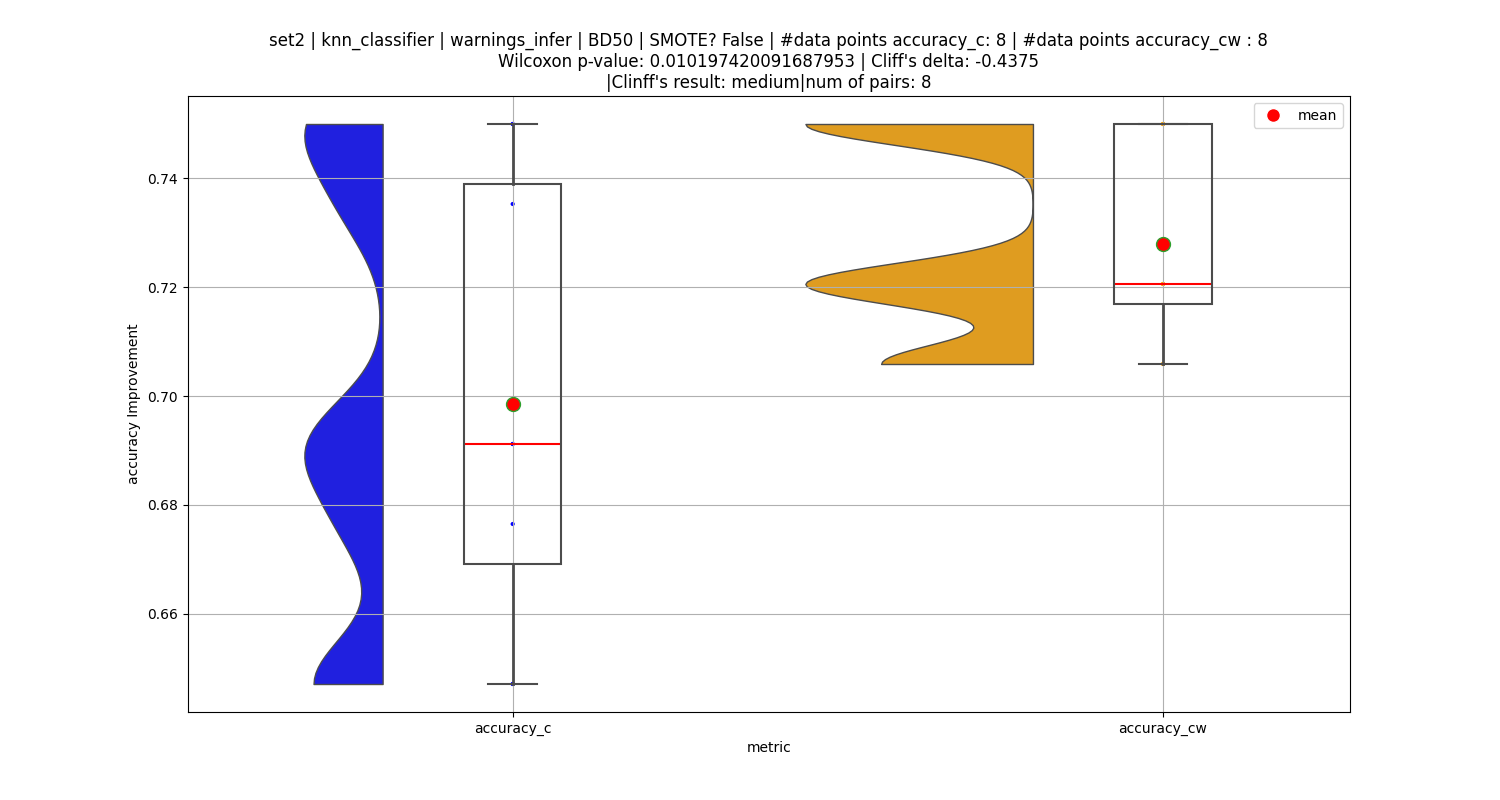 set2 | knn_classifier | warnings_infer | BD50 | SMOTE? False | #data points accuracy_c: 8 | #data points accuracy_cw : 8
Wilcoxon p-value: 0.010197420091687953 | Cliff's delta: -0.4375
|Clinff's result: medium|num of pairs: 8
mean
0.74
0.72
0.70
0.68
0.66
accuracy Improvement
accuracy_c
accuracy_cw
metric